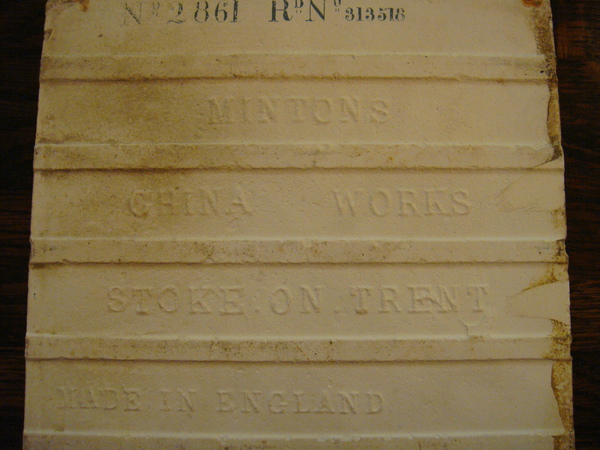 Nº 2861 RᴰNº 313518
MINTONS
CHINA WORKS
STOKE.ON.TRENT
MADE IN ENGLAND